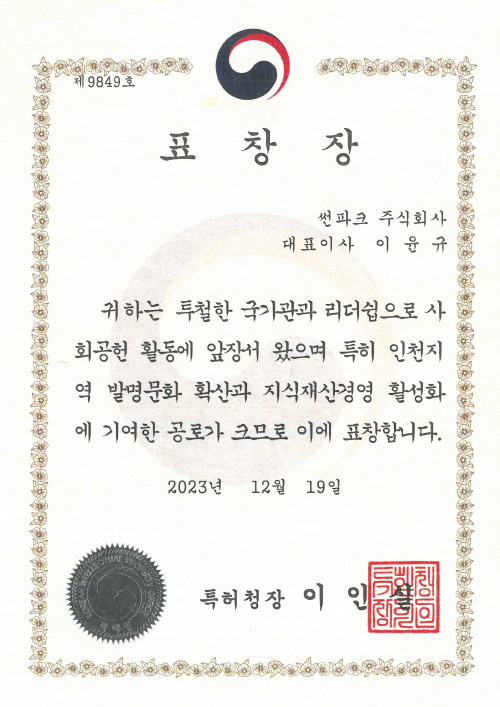 제9849호
표 창 장
썬파크 주식회사
대표이사 이 윤 규
귀하는 투철한 국가관과 리더쉽으로 사
회공헌 활동에 앞장서 왔으며 특히 인천지
역 발명문화 확산과 지식재산경영 활성화
에 기여한 공로가 크므로 이에 표창합니다.
2023년 12월 19일
특허청장 이 인 실